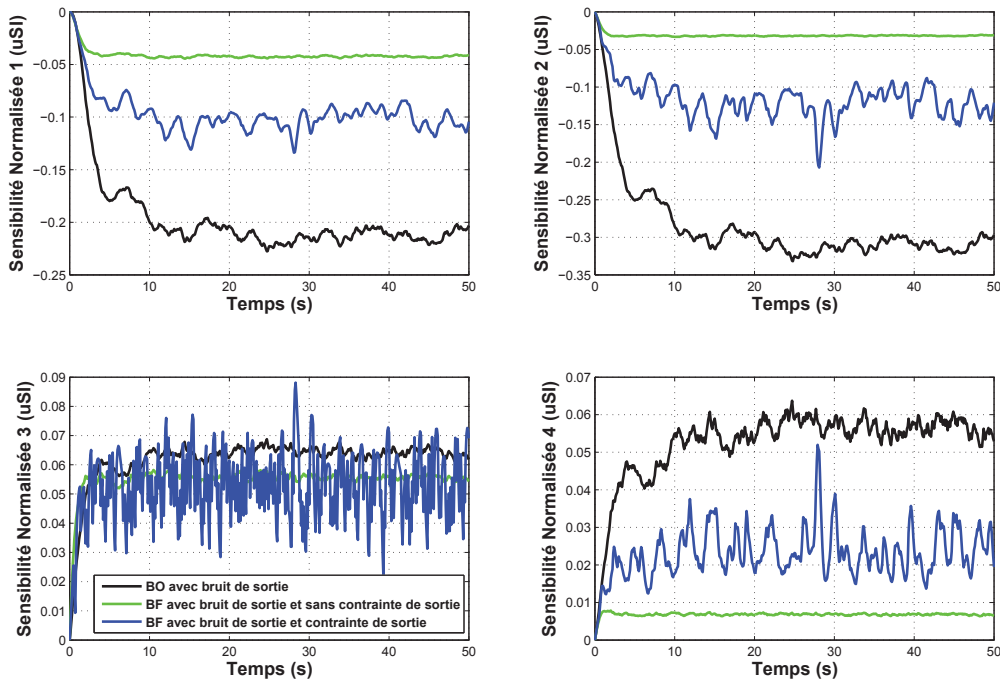 Sensibilité Normalisée 1 (uSI)
0
−0.05
−0.1
−0.15
−0.2
−0.25
0 10 20 30 40 50
Temps (s)
Sensibilité Normalisée 2 (uSI)
0
−0.05
−0.1
−0.15
−0.2
−0.25
−0.3
−0.35
0 10 20 30 40 50
Temps (s)
Sensibilité Normalisée 3 (uSI)
0.09
0.08
0.07
0.06
0.05
0.04
0.03
0.02
0.01
0
0 10 20 30 40 50
Temps (s)
BO avec bruit de sortie
BF avec bruit de sortie et sans contrainte de sortie
BF avec bruit de sortie et contrainte de sortie
Sensibilité Normalisée 4 (uSI)
0.07
0.06
0.05
0.04
0.03
0.02
0.01
0
0 10 20 30 40 50
Temps (s)